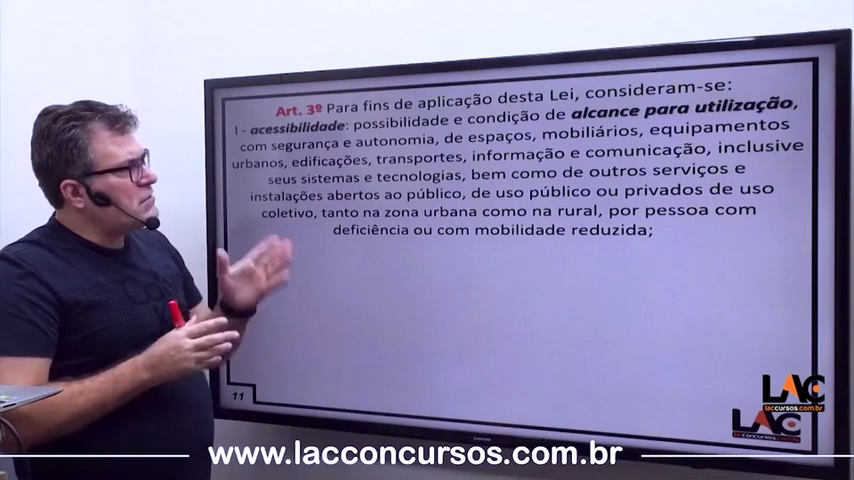 Art. 3º Para fins de aplicação desta Lei, consideram-se:
I - acessibilidade: possibilidade e condição de alcance para utilização,
com segurança e autonomia, de espaços, mobiliários, equipamentos
urbanos, edificações, transportes, informação e comunicação, inclusive
seus sistemas e tecnologias, bem como de outros serviços e
instalações abertos ao público, de uso público ou privados de uso
coletivo, tanto na zona urbana como na rural, por pessoa com
deficiência ou com mobilidade reduzida;
11
LAC
laccursos.com.br
LAC
www.lacconcursos.com.br